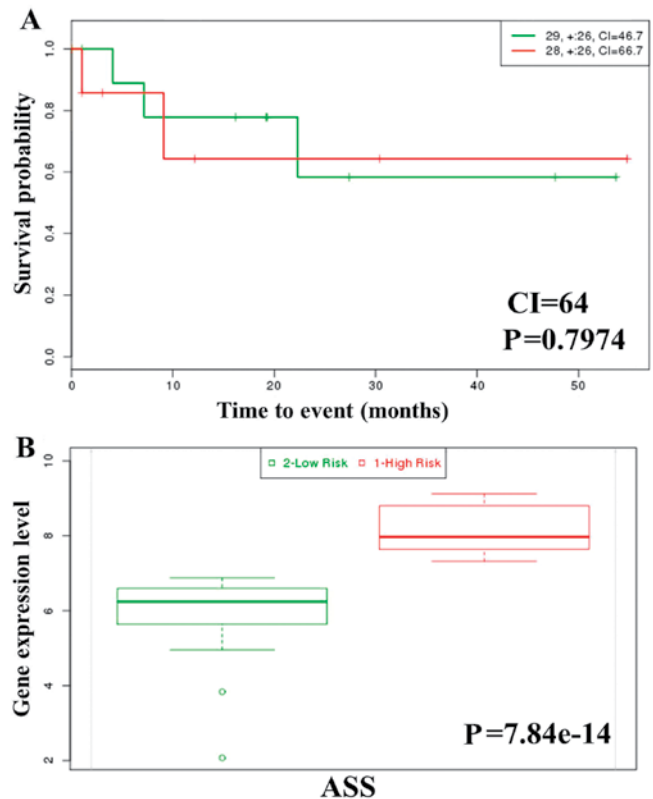 A
29, +:26, CI=46.7
28, +:26, CI=66.7
Survival probability
1.0
0.8
0.6
0.4
0.2
0.0
CI=64
P=0.7974
0 10 20 30 40 50
Time to event (months)
B
2-Low Risk 1-High Risk
Gene expression level
10
8
6
4
2
P=7.84e-14
ASS